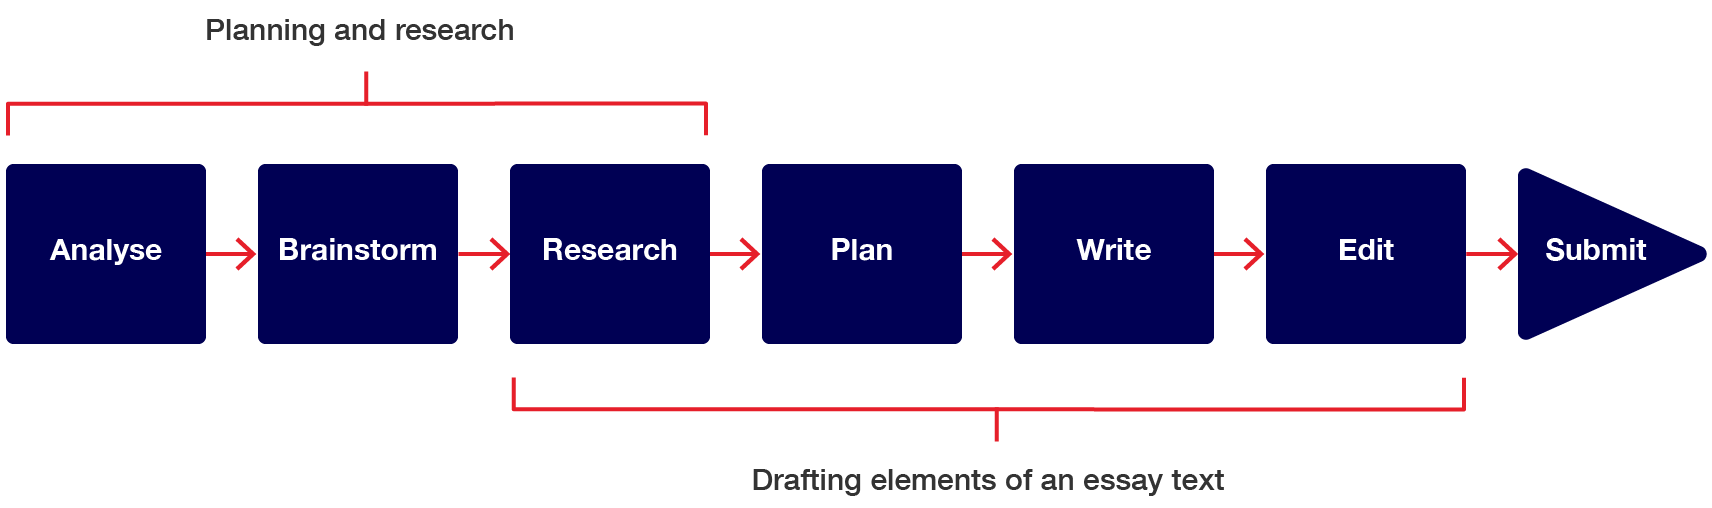 Planning and research
Analyse
Brainstorm
Research
Plan
Write
Edit
Submit
Drafting elements of an essay text